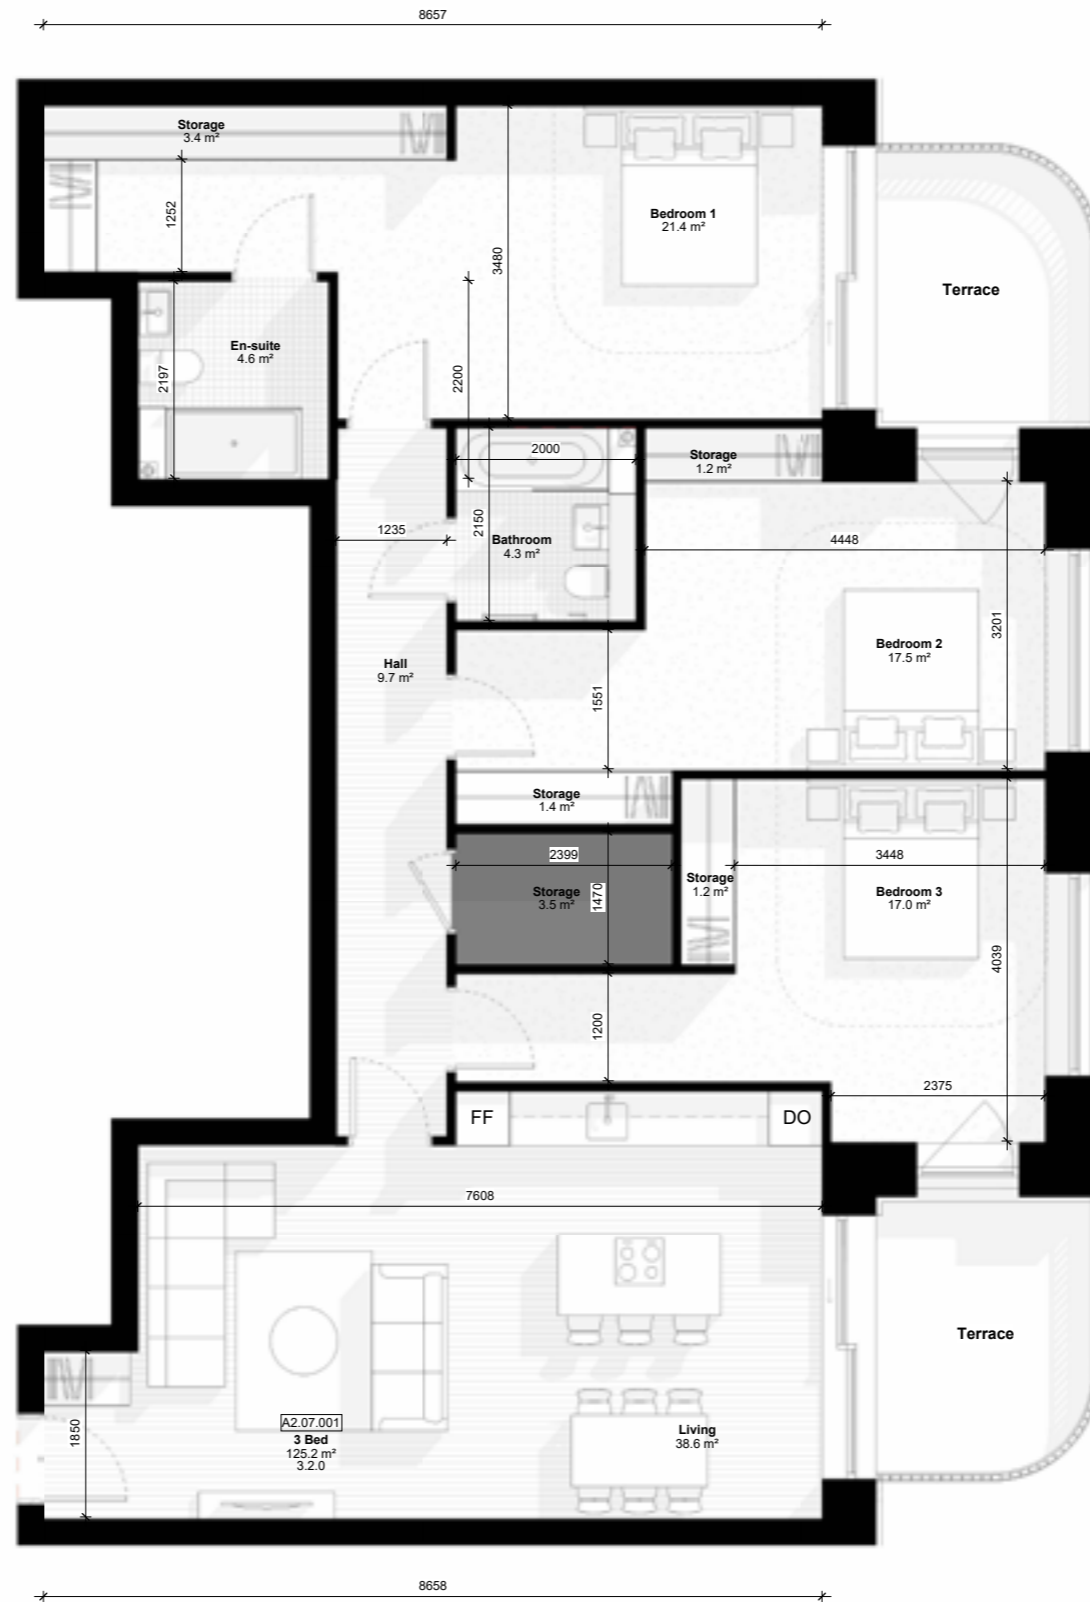 8657
Storage
3.4 m²
1252
3480
Bedroom 1
21.4 m²
Terrace
En-suite
4.6 m²
2197
2200
2000
Storage
1.2 m²
1235
2150
Bathroom
4.3 m²
4448
3201
Bedroom 2
17.5 m²
Hall
9.7 m²
1551
Storage
1.4 m²
2399
3448
Storage
3.5 m²
1470
Storage
1.2 m²
Bedroom 3
17.0 m²
4039
1200
2375
FF
DO
7608
Terrace
1850
A2.07.001
3 Bed
125.2 m²
3.2.0
Living
38.6 m²
8658